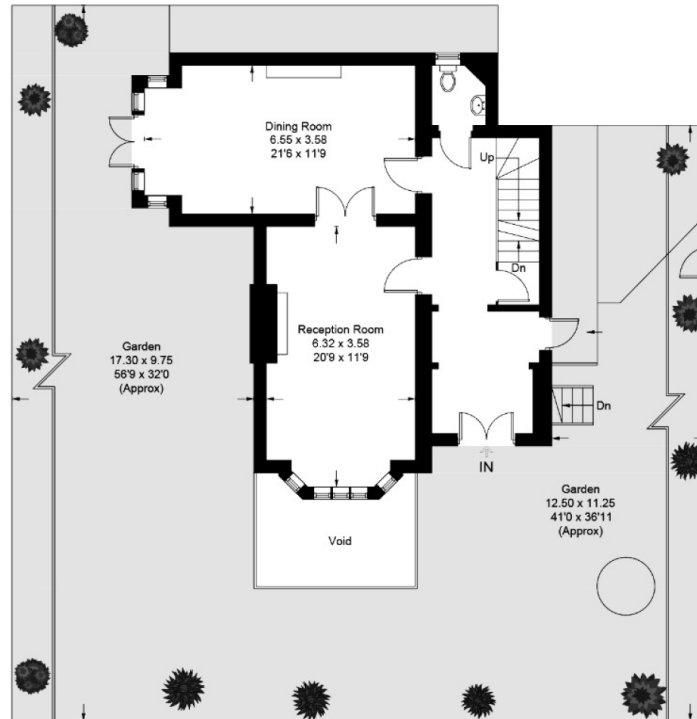 Dining Room
6.55 x 3.58
21'6 x 11'9
Up
Dn
Reception Room
6.32 x 3.58
20'9 x 11'9
Garden
17.30 x 9.75
56'9 x 32'0
(Approx)
Dn
IN
Garden
12.50 x 11.25
41'0 x 36'11
(Approx)
Void